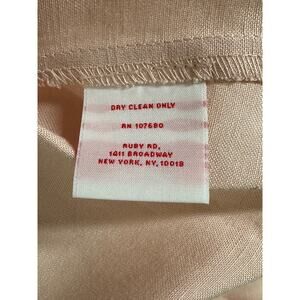 DRY CLEAN ONLY
RN 107680
RUBY RD,
1411 BROADWAY
NEW YORK, NY, 10018